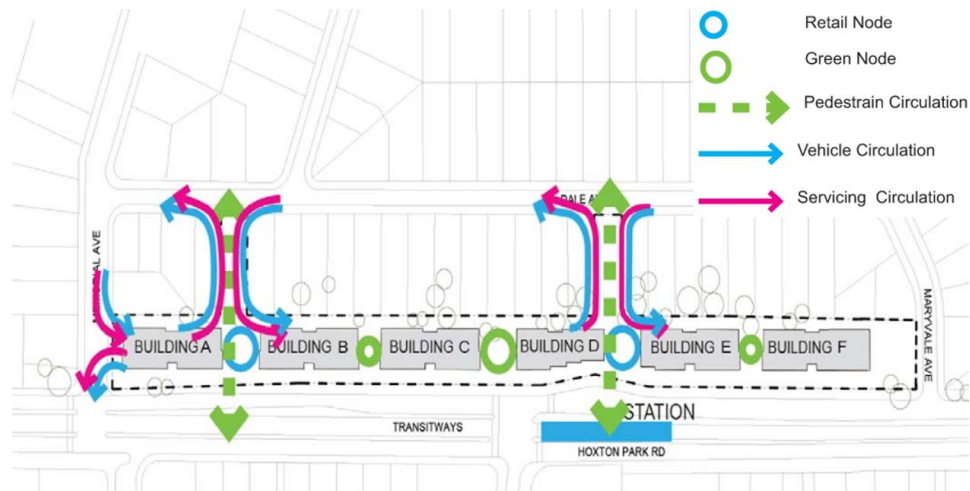 Retail Node
Green Node
Pedestrain Circulation
Vehicle Circulation
Servicing Circulation
MARYVALE AVE
BUILDING A
BUILDING B
BUILDING C
BUILDING D
BUILDING E
BUILDING F
STATION
TRANSITWAYS
HOXTON PARK RD